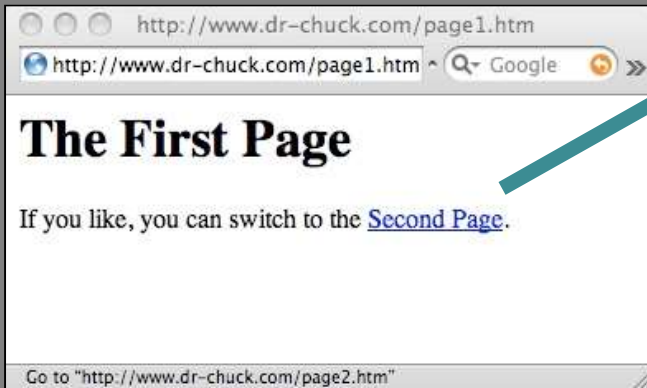 http://www.dr-chuck.com/page1.htm
http://www.dr-chuck.com/page1.htm Google »
The First Page
If you like, you can switch to the Second Page.
Go to "http://www.dr-chuck.com/page2.htm"